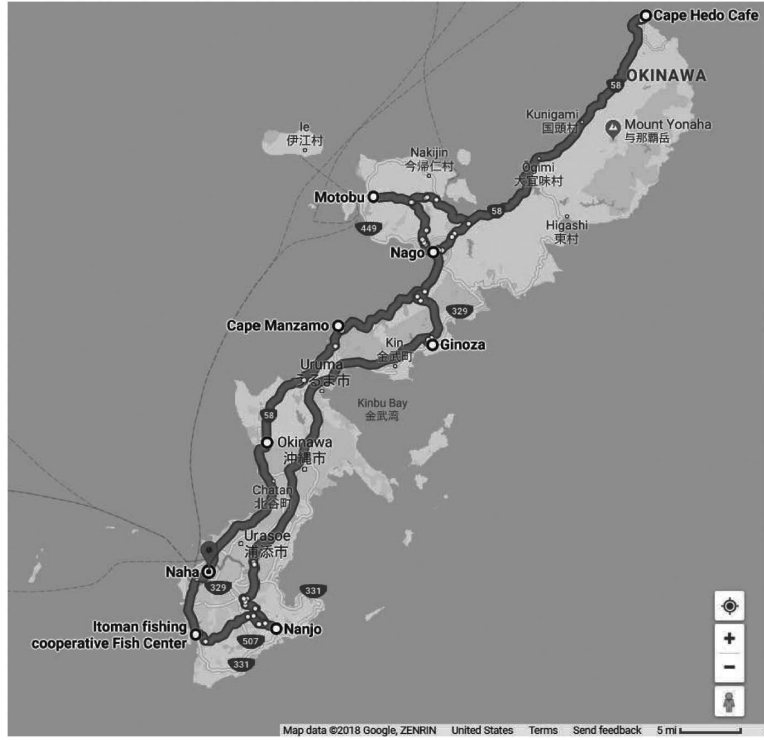 Cape Hedo Cafe
OKINAWA
58
Kunigami
国頭村
Mount Yonaha
与那覇岳
Ie
伊江村
Nakijin
今帰仁村
Ogimi
大宜味村
Motobu
58
Higashi
東村
449
Nago
329
Cape Manzamo
Kin
金武町
Ginoza
Uruma
うるま市
Kinbu Bay
金武湾
58
Okinawa
沖縄市
Chatan
北谷町
Urasoe
浦添市
Naha
329
331
Itoman fishing
cooperative Fish Center
507
Nanjo
331
+
−
Map data ©2018 Google, ZENRIN United States Terms Send feedback 5 mi